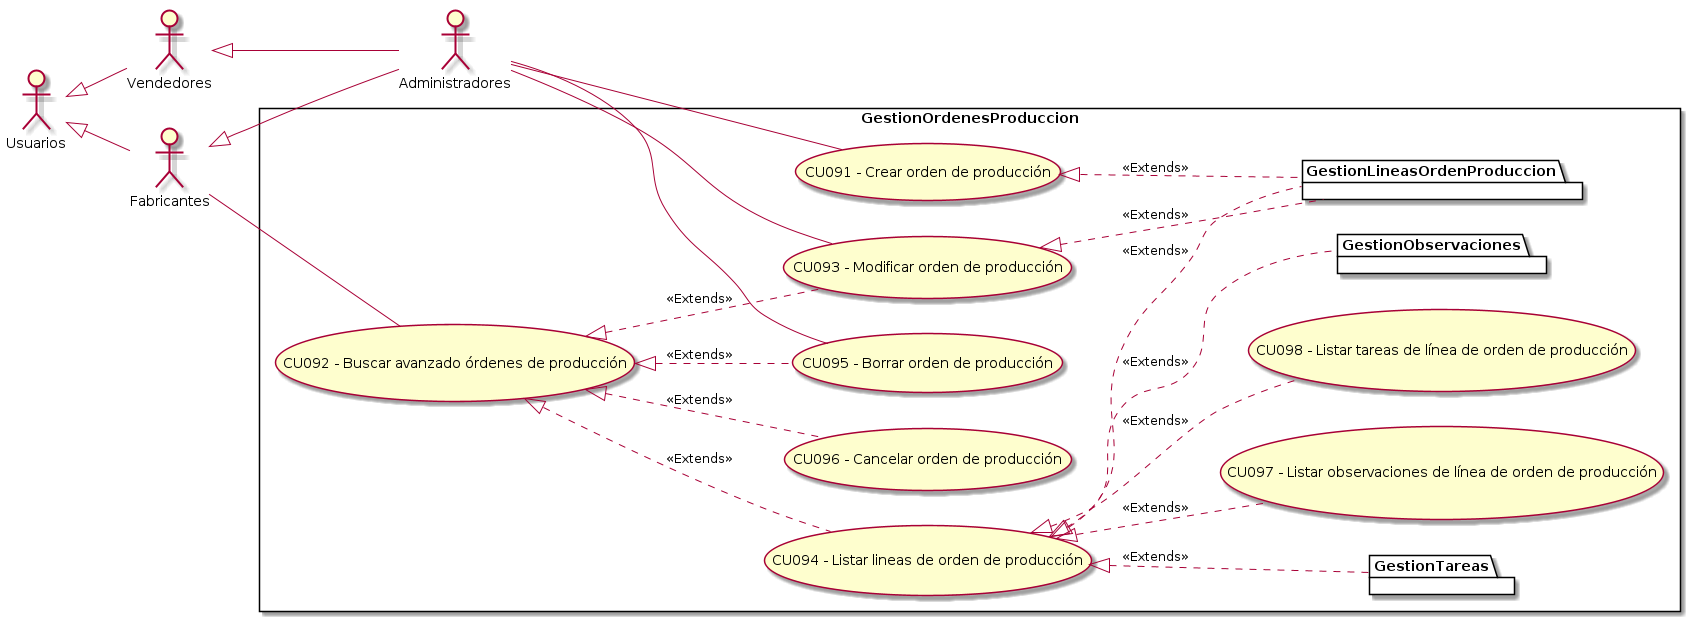 Vendedores
Administradores
Usuarios
Fabricantes
GestionOrdenesProduccion
CU091 - Crear orden de producción
«Extends»
GestionLineasOrdenProduccion
«Extends»
«Extends»
GestionObservaciones
CU093 - Modificar orden de producción
«Extends»
CU092 - Buscar avanzado órdenes de producción
«Extends»
CU095 - Borrar orden de producción
«Extends»
CU098 - Listar tareas de línea de orden de producción
«Extends»
«Extends»
CU096 - Cancelar orden de producción
«Extends»
CU097 - Listar observaciones de línea de orden de producción
«Extends»
CU094 - Listar lineas de orden de producción
«Extends»
GestionTareas